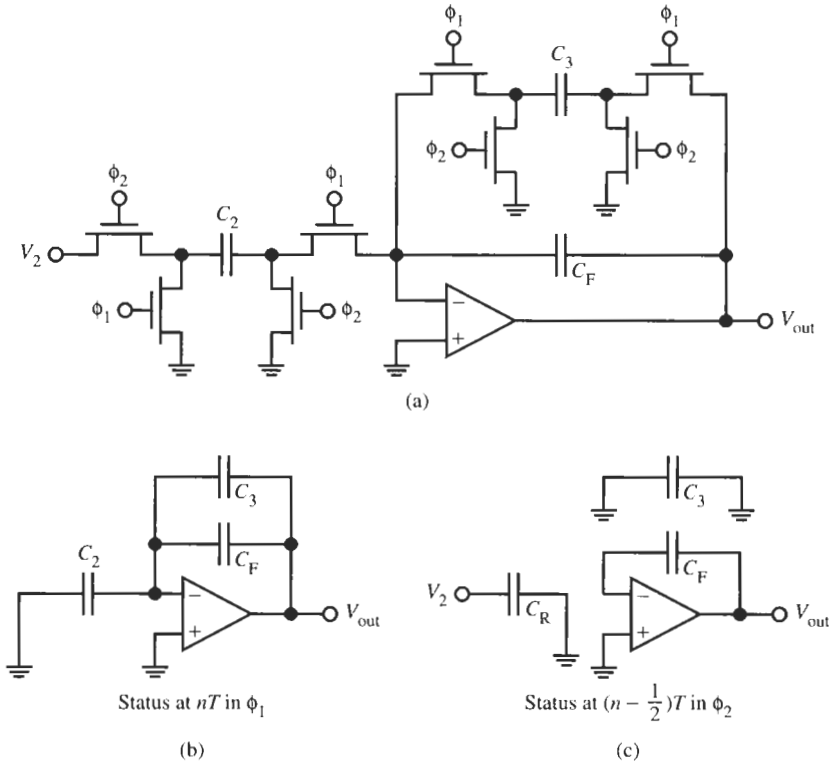 ϕ1 ϕ1
C3
ϕ2 ϕ2
ϕ2 ϕ1
C2
V2
CF
ϕ1 ϕ2
−
+
Vout
(a)
C3
C3
C2 CF
CF
V2 CR
−
+
Vout
−
+
Vout
Status at nT in ϕ1
Status at (n − 1/2)T in ϕ2
(b)
(c)